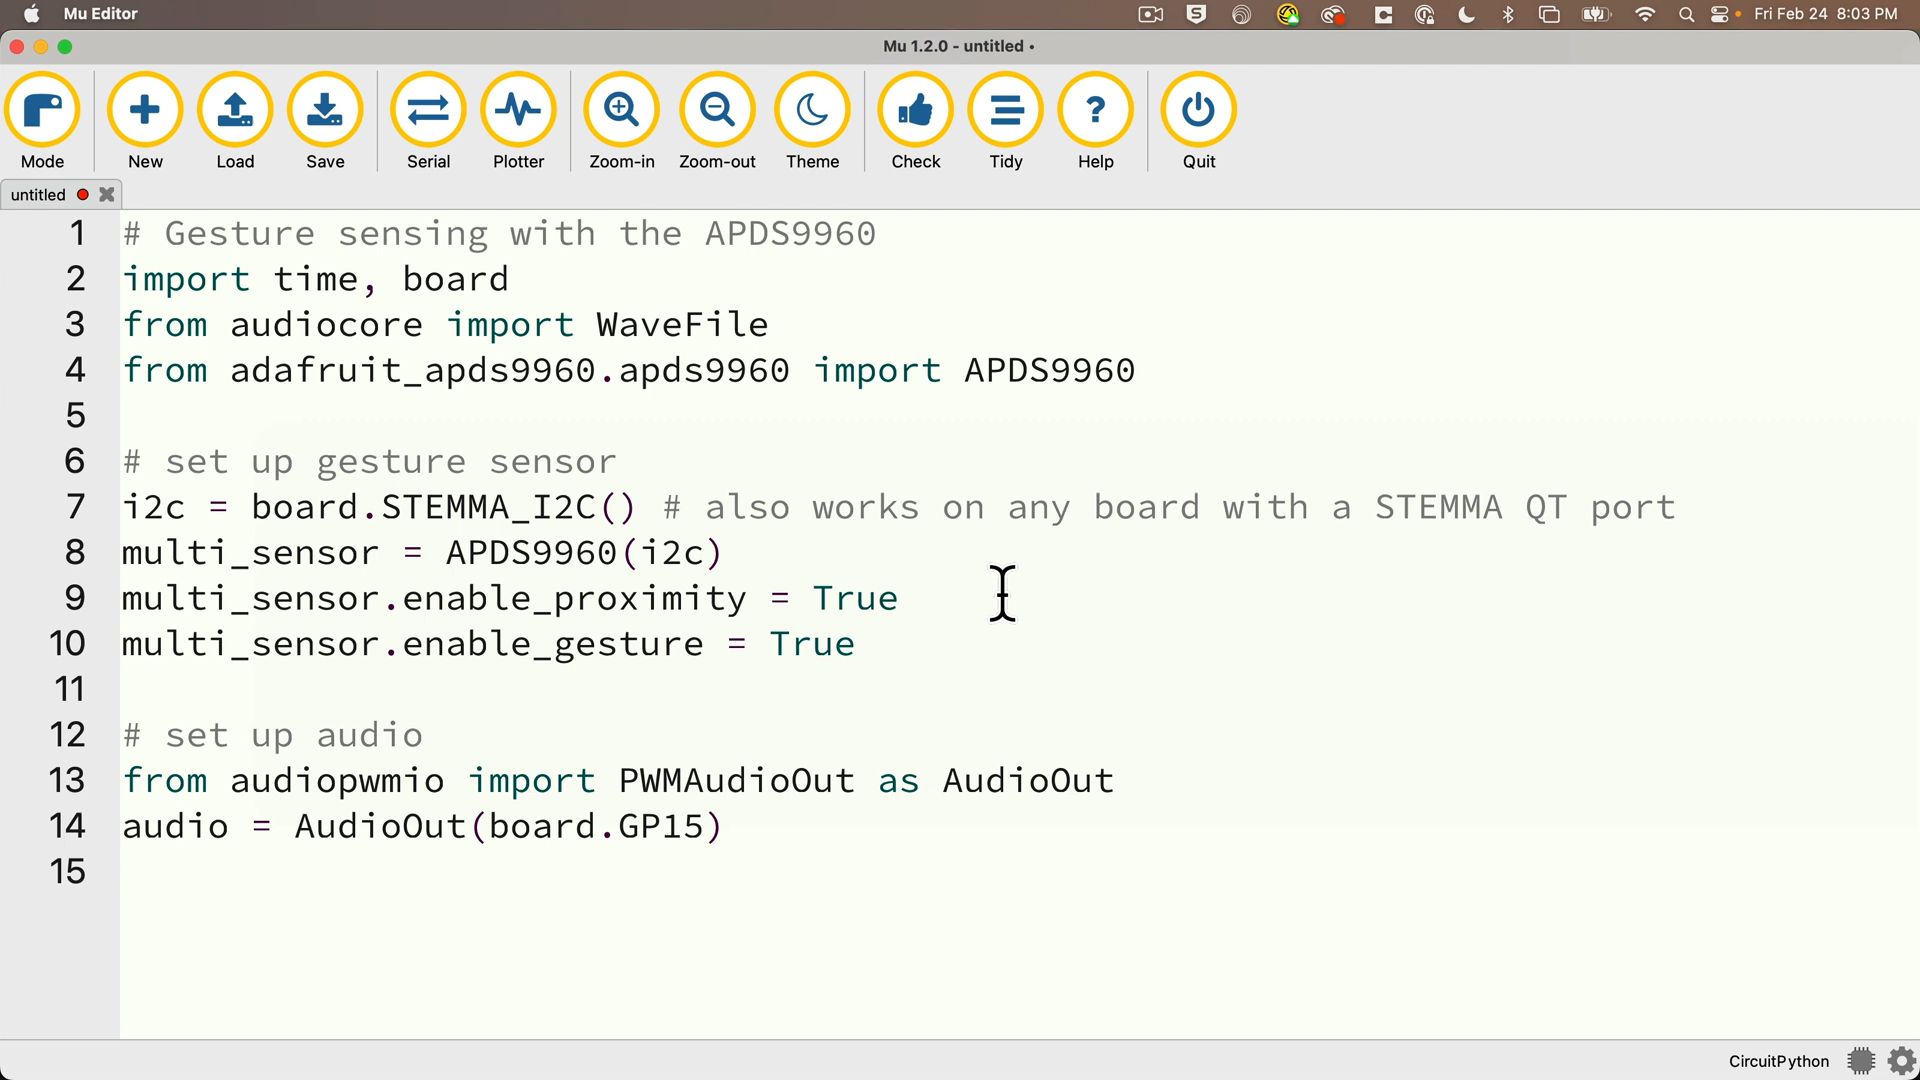 Mu Editor
Fri Feb 24 8:03 PM
Mu 1.2.0 - untitled •
Mode
New
Load
Save
Serial
Plotter
Zoom-in
Zoom-out
Theme
Check
Tidy
Help
Quit
untitled
1 # Gesture sensing with the APDS9960
2 import time, board
3 from audiocore import WaveFile
4 from adafruit_apds9960.apds9960 import APDS9960
5
6 # set up gesture sensor
7 i2c = board.STEMMA_I2C() # also works on any board with a STEMMA QT port
8 multi_sensor = APDS9960(i2c)
9 multi_sensor.enable_proximity = True
10 multi_sensor.enable_gesture = True
11
12 # set up audio
13 from audiopwmio import PWMAudioOut as AudioOut
14 audio = AudioOut(board.GP15)
15
CircuitPython